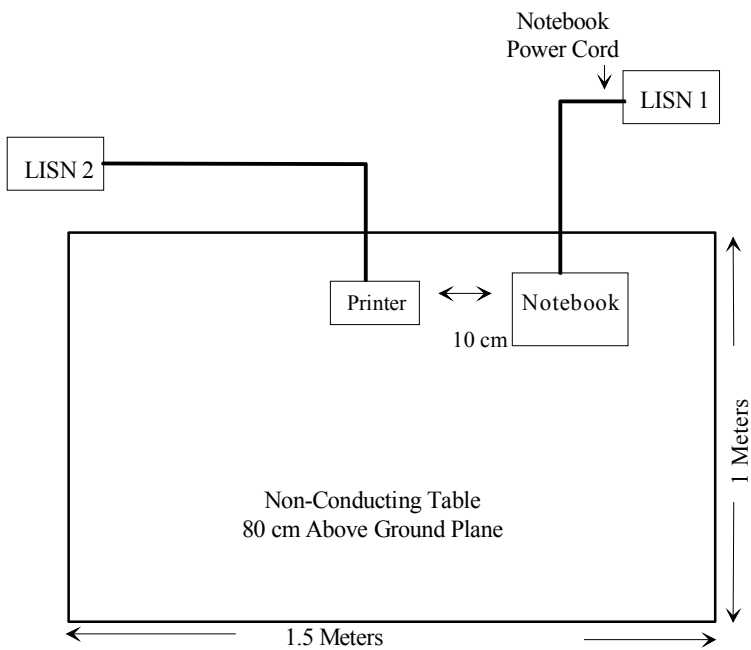 Notebook
Power Cord
LISN 1
LISN 2
Printer
Notebook
10 cm
1 Meters
Non-Conducting Table
80 cm Above Ground Plane
1.5 Meters